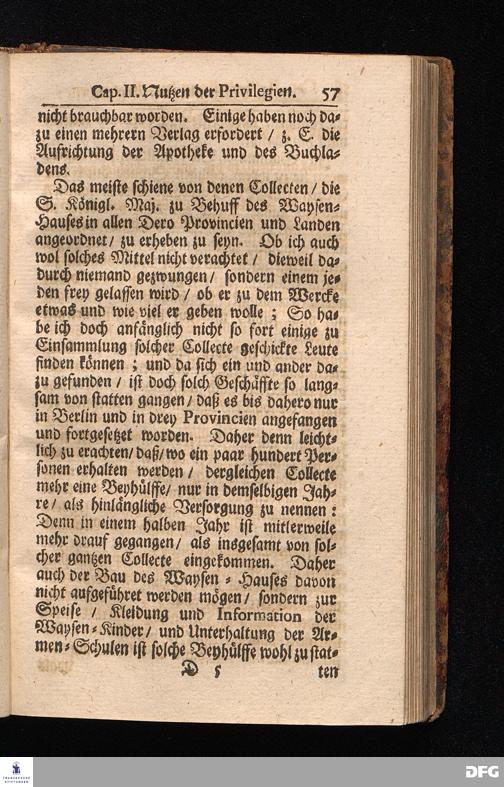 Cap. II. Nutzen der Privilegien. 57
nicht brauchbar worden. Einige haben noch da-
zu einen mehrern Verlag erfordert / z. E. die
Auffrichtung der Apotheke und des Buchla-
dens.
Das meiste schiene von denen Collecten / die
S. Königl. Maj. zu Behuff des Waysen-
Hauses in allen Dero Provincien und Landen
angeordnet / zu erheben zu seyn. Ob ich auch
wol solches Mittel nicht verachtet / dieweil da-
durch niemand gezwungen / sondern einem je-
den frey gelassen wird / ob er zu dem Wercke
etwas und wie viel er geben wolle ; So ha-
be ich doch anfänglich nicht so fort einige zu
Einsammlung solcher Collecte geschickte Leute
finden können ; und da sich ein und ander da-
zu gefunden / ist doch solch Geschäffte so lang-
sam von statten gangen / daß es bis dahero nur
in Berlin und in drey Provincien angefangen
und fortgesetzet worden. Daher denn leicht-
lich zu erachten / daß / wo ein paar hundert Per-
sonen erhalten werden / dergleichen Collecte
mehr eine Beyhülffe / nur in demselbigen Jah-
re / als hinlängliche Versorgung zu nennen :
Denn in einem halben Jahr ist mitlerweile
mehr drauf gegangen / als insgesamt von sol-
cher gantzen Collecte eingekommen. Daher
auch der Bau des Waysen-Hauses davon
nicht aufgeführet werden mögen / sondern zur
Speise / Kleidung und Information der
Waysen-Kinder / und Unterhaltung der Ar-
men-Schulen ist solche Beyhülffe wohl zu stat-
D 5 ten
FRANCKESCHE
STIFTUNGEN
DFG